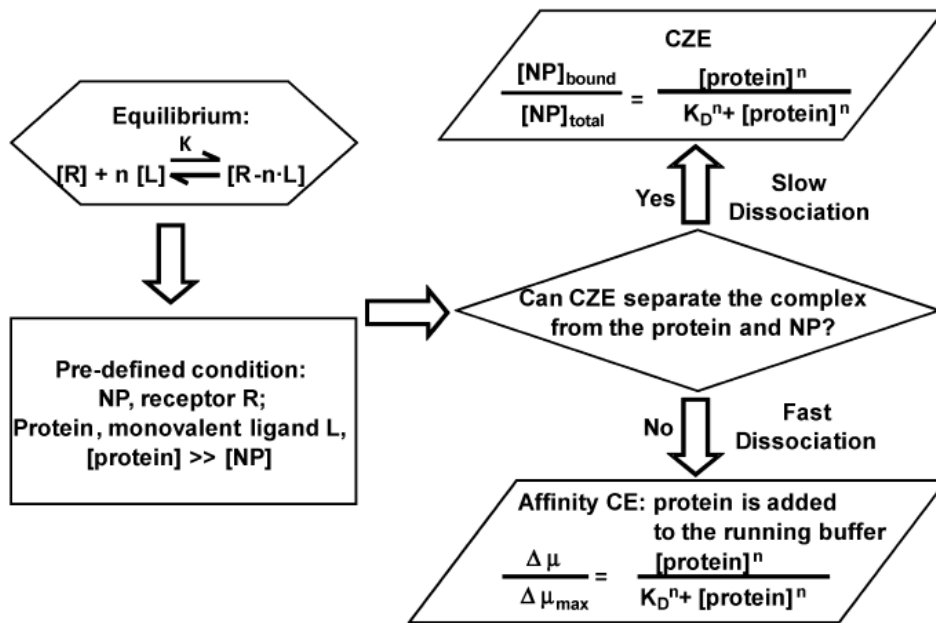 Equilibrium:
K
[R] + n [L] ⇌ [R-n·L]
Pre-defined condition:
NP, receptor R;
Protein, monovalent ligand L,
[protein] >> [NP]
Can CZE separate the complex
from the protein and NP?
Yes
Slow
Dissociation
CZE
[NP]bound
[NP]total
=
[protein]ⁿ
K_Dⁿ + [protein]ⁿ
No
Fast
Dissociation
Affinity CE: protein is added
to the running buffer
Δμ
Δμmax
=
[protein]ⁿ
K_Dⁿ + [protein]ⁿ